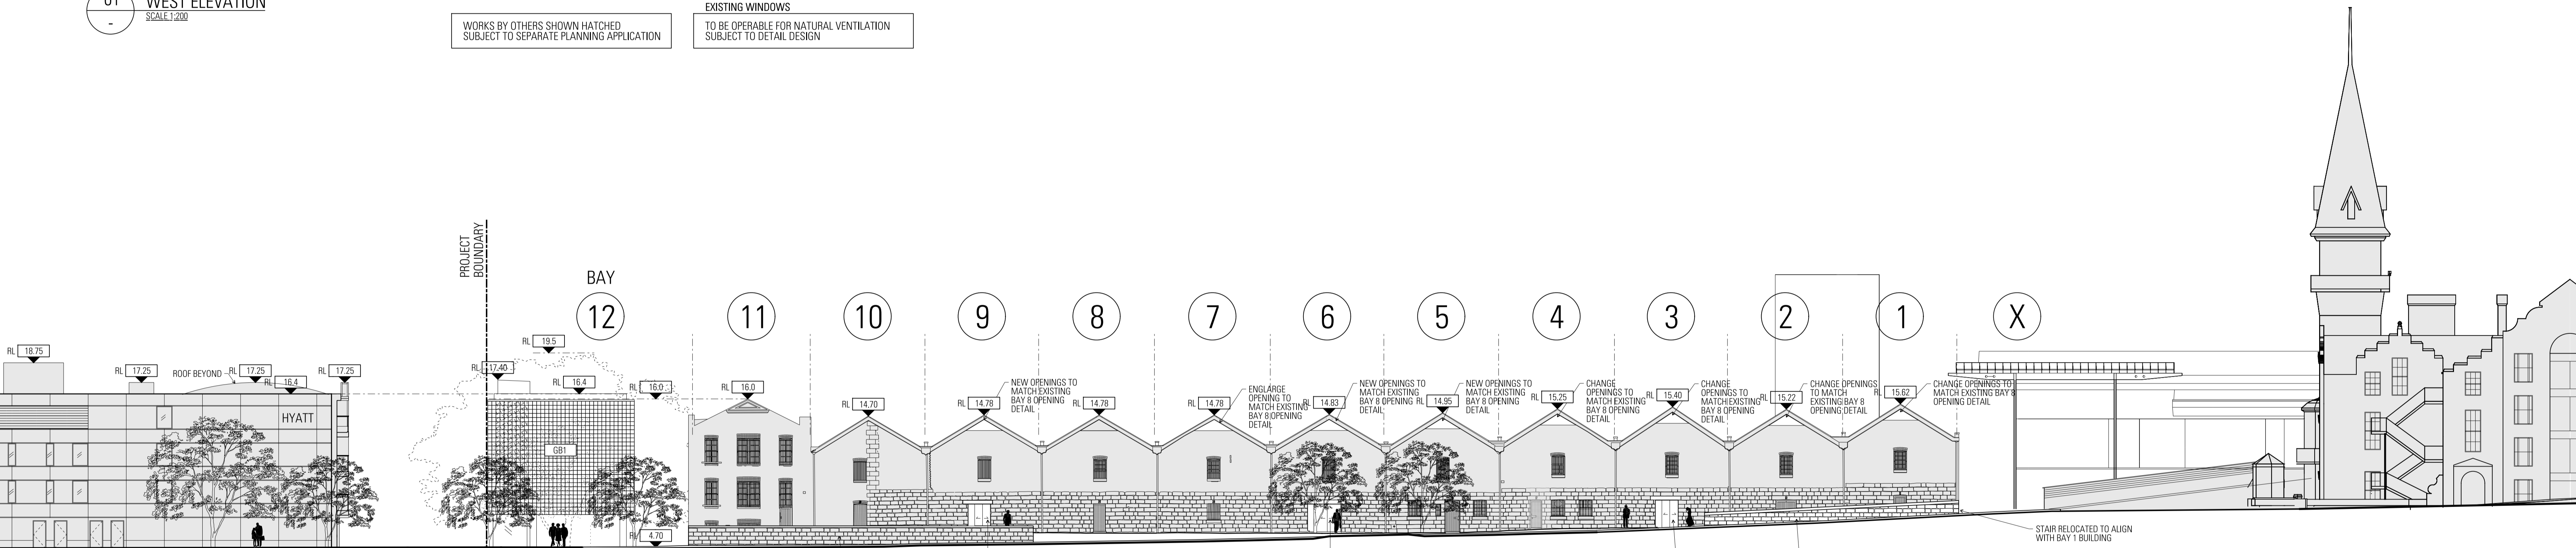 01
-
WEST ELEVATION
SCALE 1:200
WORKS BY OTHERS SHOWN HATCHED
SUBJECT TO SEPARATE PLANNING APPLICATION
EXISTING WINDOWS
TO BE OPERABLE FOR NATURAL VENTILATION
SUBJECT TO DETAIL DESIGN
PROJECT
BOUNDARY
BAY
12
11
10
9
8
7
6
5
4
3
2
1
X
RL 18.75
RL 17.25
ROOF BEYOND
RL 17.25
RL 16.4
RL 17.25
HYATT
RL 17.40
RL 19.5
RL 16.4
RL 16.0
GB1
RL 4.70
RL 16.0
RL 14.70
RL 14.78
NEW OPENINGS TO
MATCH EXISTING
BAY 8 OPENING
DETAIL
RL 14.78
RL 14.78
ENGLARGE
OPENING TO
MATCH EXISTING
BAY 8 OPENING
DETAIL
RL 14.83
NEW OPENINGS TO
MATCH EXISTING
BAY 8 OPENING
DETAIL
RL 14.95
NEW OPENINGS TO
MATCH EXISTING
BAY 8 OPENING
DETAIL
RL 15.25
CHANGE
OPENINGS TO
MATCH EXISTING
BAY 8 OPENING
DETAIL
RL 15.40
CHANGE
OPENINGS TO
MATCH EXISTING
BAY 8 OPENING
DETAIL
RL 15.22
CHANGE OPENINGS
TO MATCH
EXISTING BAY 8
OPENING DETAIL
RL 15.62
CHANGE OPENINGS TO
MATCH EXISTING BAY 8
OPENING DETAIL
STAIR RELOCATED TO ALIGN
WITH BAY 1 BUILDING